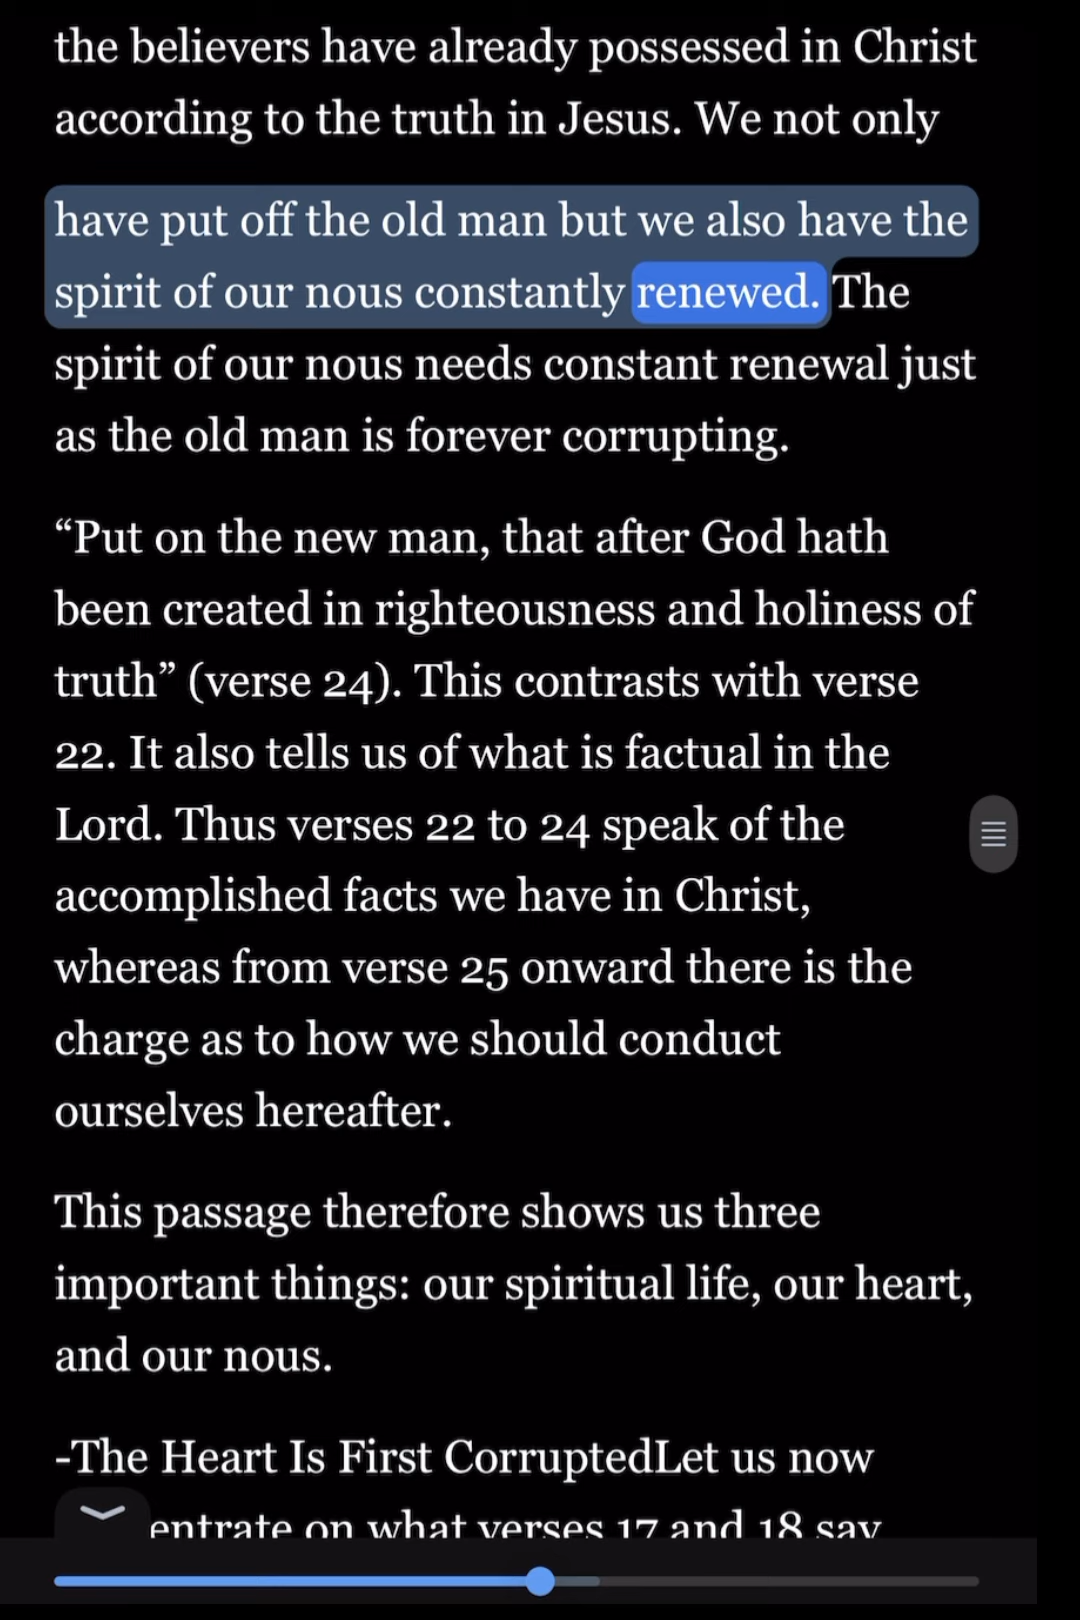 the believers have already possessed in Christ
according to the truth in Jesus. We not only
have put off the old man but we also have the
spirit of our nous constantly renewed. The
spirit of our nous needs constant renewal just
as the old man is forever corrupting.
“Put on the new man, that after God hath
been created in righteousness and holiness of
truth” (verse 24). This contrasts with verse
22. It also tells us of what is factual in the
Lord. Thus verses 22 to 24 speak of the
accomplished facts we have in Christ,
whereas from verse 25 onward there is the
charge as to how we should conduct
ourselves hereafter.
This passage therefore shows us three
important things: our spiritual life, our heart,
and our nous.
-The Heart Is First CorruptedLet us now
entrate on what verses 17 and 18 say